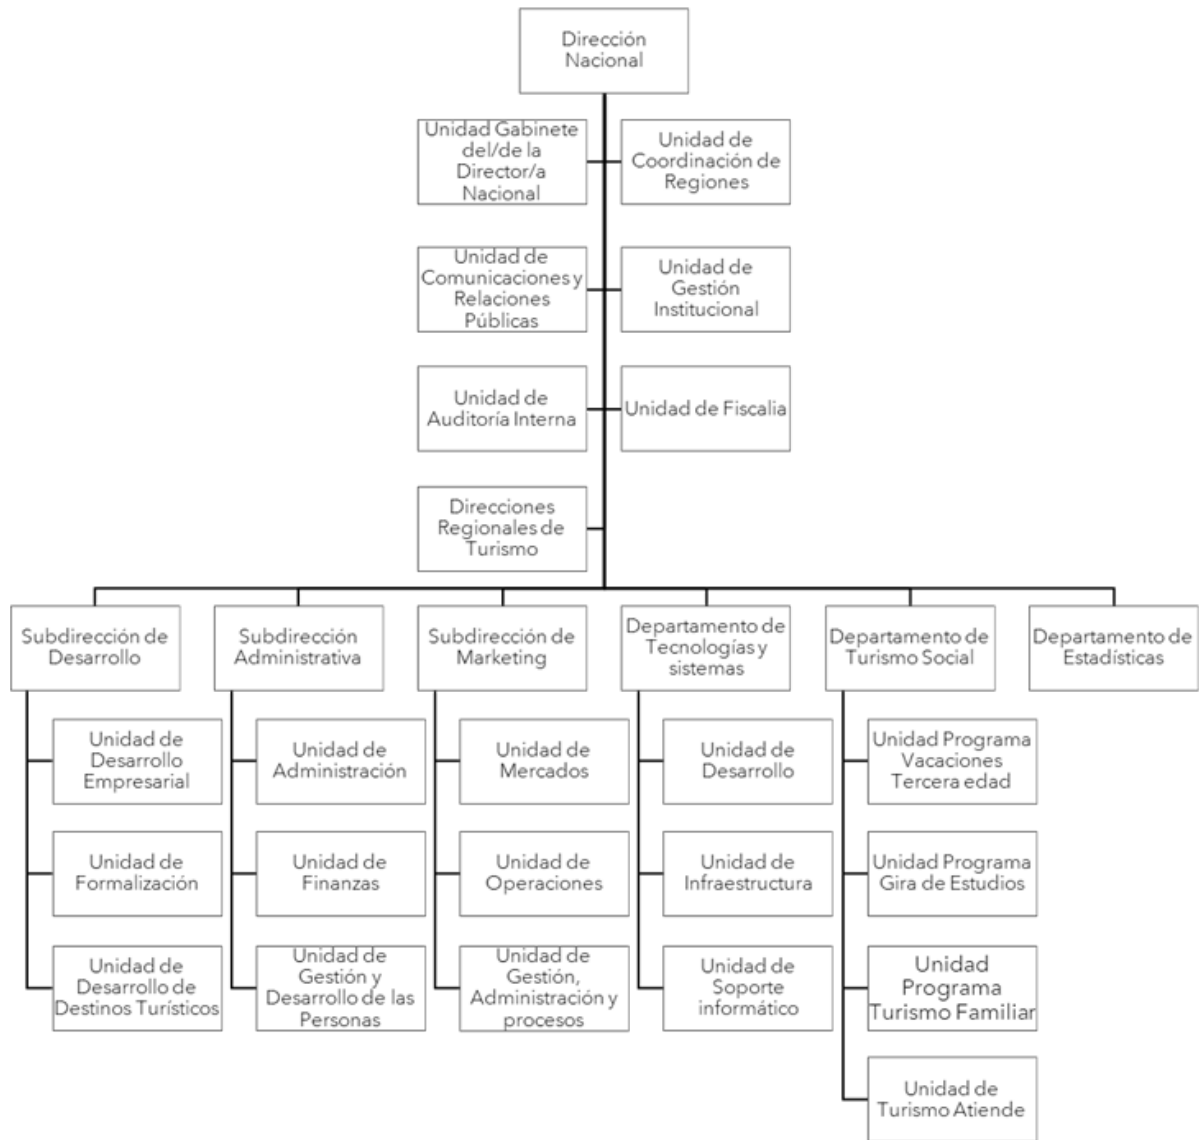 Dirección
Nacional
Unidad Gabinete
del/de la
Director/a
Nacional
Unidad de
Coordinación de
Regiones
Unidad de
Comunicaciones y
Relaciones
Públicas
Unidad de
Gestión
Institucional
Unidad de
Auditoría Interna
Unidad de Fiscalia
Direcciones
Regionales de
Turismo
Subdirección de
Desarrollo
Subdirección
Administrativa
Subdirección de
Marketing
Departamento de
Tecnologías y
sistemas
Departamento de
Turismo Social
Departamento de
Estadísticas
Unidad de
Desarrollo
Empresarial
Unidad de
Administración
Unidad de
Mercados
Unidad de
Desarrollo
Unidad Programa
Vacaciones
Tercera edad
Unidad de
Formalización
Unidad de
Finanzas
Unidad de
Operaciones
Unidad de
Infraestructura
Unidad Programa
Gira de Estudios
Unidad de
Desarrollo de
Destinos Turísticos
Unidad de
Gestión y
Desarrollo de las
Personas
Unidad de
Gestión,
Administración y
procesos
Unidad de
Soporte
informático
Unidad
Programa
Turismo Familiar
Unidad de
Turismo Atiende